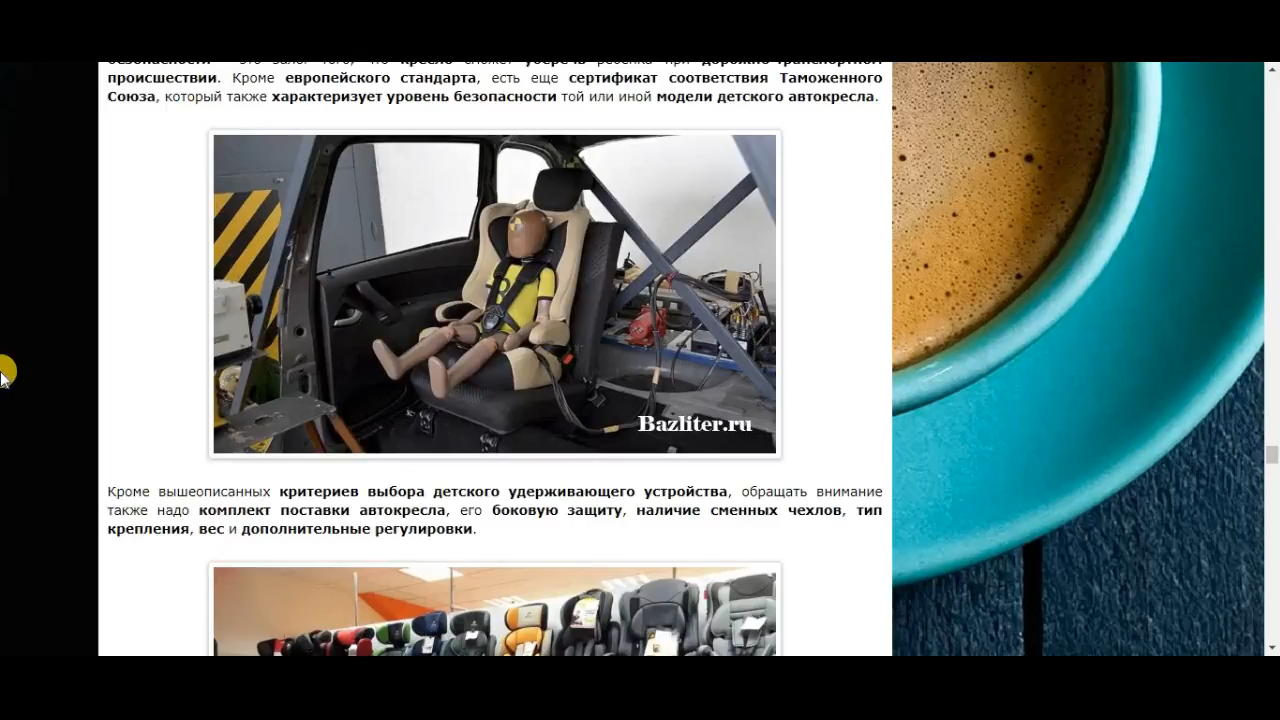 происшествии. Кроме европейского стандарта, есть еще сертификат соответствия Таможенного
Союза, который также характеризует уровень безопасности той или иной модели детского автокресла.
Bazliter.ru
Кроме вышеописанных критериев выбора детского удерживающего устройства, обращать внимание
также надо комплект поставки автокресла, его боковую защиту, наличие сменных чехлов, тип
крепления, вес и дополнительные регулировки.